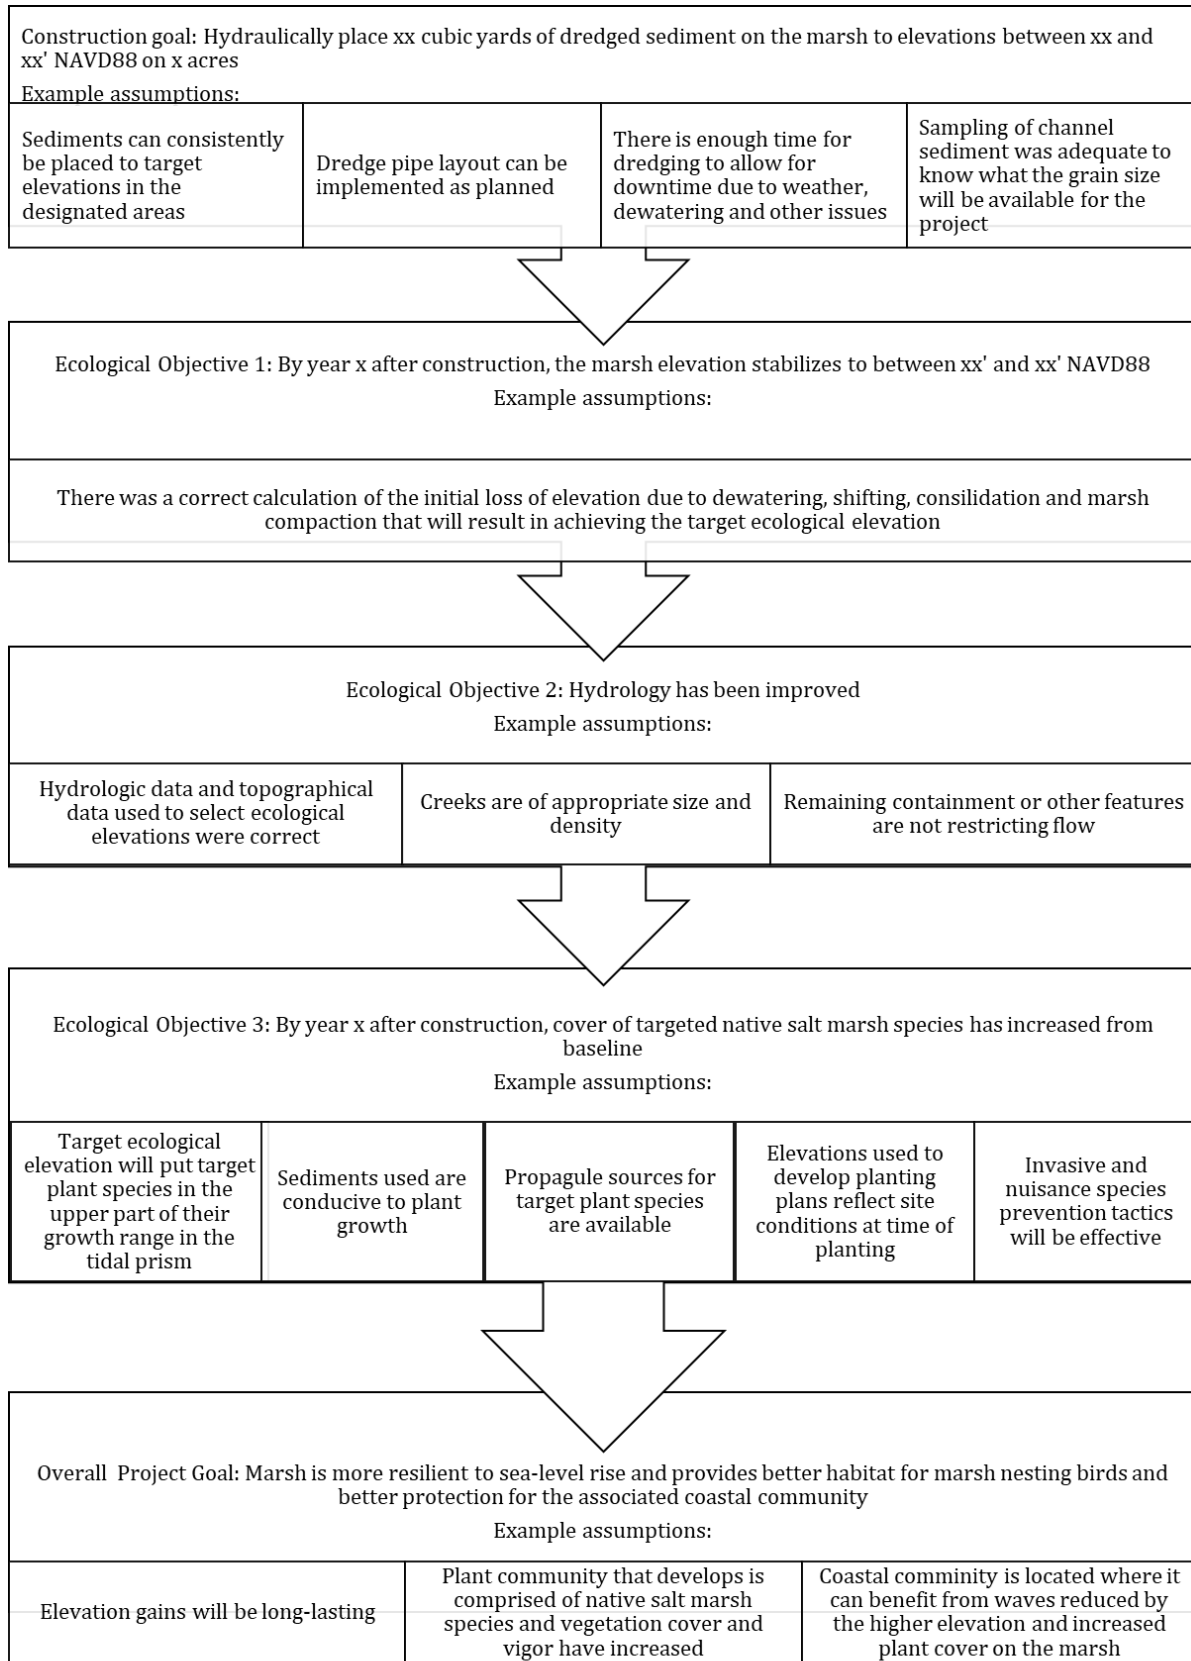 Construction goal: Hydraulically place xx cubic yards of dredged sediment on the marsh to elevations between xx and
xx' NAVD88 on x acres
Example assumptions:
Sediments can consistently
be placed to target
elevations in the
designated areas
Dredge pipe layout can be
implemented as planned
There is enough time for
dredging to allow for
downtime due to weather,
dewatering and other issues
Sampling of channel
sediment was adequate to
know what the grain size
will be available for the
project
Ecological Objective 1: By year x after construction, the marsh elevation stabilizes to between xx' and xx' NAVD88
Example assumptions:
There was a correct calculation of the initial loss of elevation due to dewatering, shifting, consilidation and marsh
compaction that will result in achieving the target ecological elevation
Ecological Objective 2: Hydrology has been improved
Example assumptions:
Hydrologic data and topographical
data used to select ecological
elevations were correct
Creeks are of appropriate size and
density
Remaining containment or other features
are not restricting flow
Ecological Objective 3: By year x after construction, cover of targeted native salt marsh species has increased from
baseline
Example assumptions:
Target ecological
elevation will put target
plant species in the
upper part of their
growth range in the
tidal prism
Sediments used are
conducive to plant
growth
Propagule sources for
target plant species
are available
Elevations used to
develop planting
plans reflect site
conditions at time of
planting
Invasive and
nuisance species
prevention tactics
will be effective
Overall Project Goal: Marsh is more resilient to sea-level rise and provides better habitat for marsh nesting birds and
better protection for the associated coastal community
Example assumptions:
Elevation gains will be long-lasting
Plant community that develops is
comprised of native salt marsh
species and vegetation cover and
vigor have increased
Coastal comminity is located where it
can benefit from waves reduced by
the higher elevation and increased
plant cover on the marsh